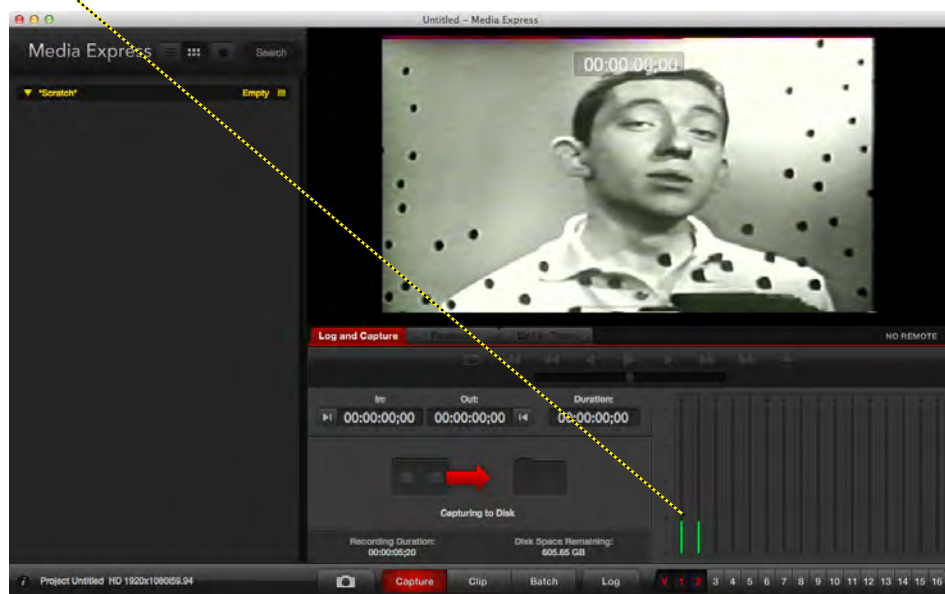 Untitled – Media Express
Media Express
Search
▼ *Scratch*
Empty
00:00:00;00
Log and Capture
Edit to Tape
NO REMOTE
In:
Out:
Duration:
00:00:00;00
00:00:00;00
00:00:00;00
Capturing to Disk
Recording Duration:
00:00:05;20
Disk Space Remaining:
605.65 GB
i Project Untitled HD 1920x1080i59.94
Capture
Clip
Batch
Log
V 1 2 3 4 5 6 7 8 9 10 11 12 13 14 15 16